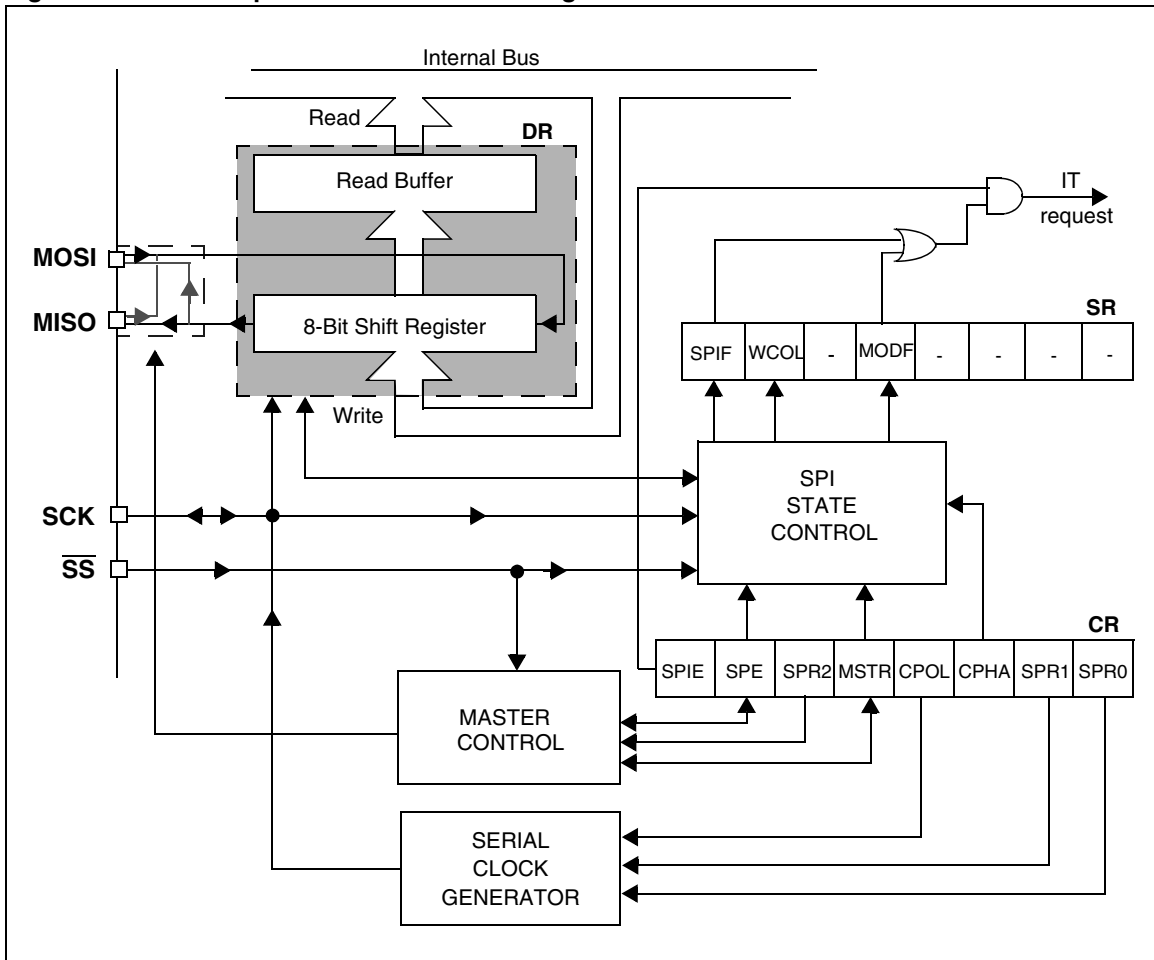 Internal Bus
Read
DR
Read Buffer
IT
request
MOSI
MISO
8-Bit Shift Register
SR
SPIF WCOL - MODF - - - -
Write
SPI
STATE
CONTROL
SCK
SS
CR
SPIE SPE SPR2 MSTR CPOL CPHA SPR1 SPR0
MASTER
CONTROL
SERIAL
CLOCK
GENERATOR